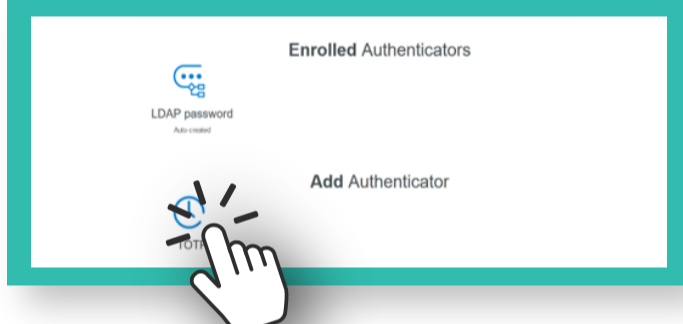 Enrolled Authenticators
LDAP password
Auto-created
Add Authenticator